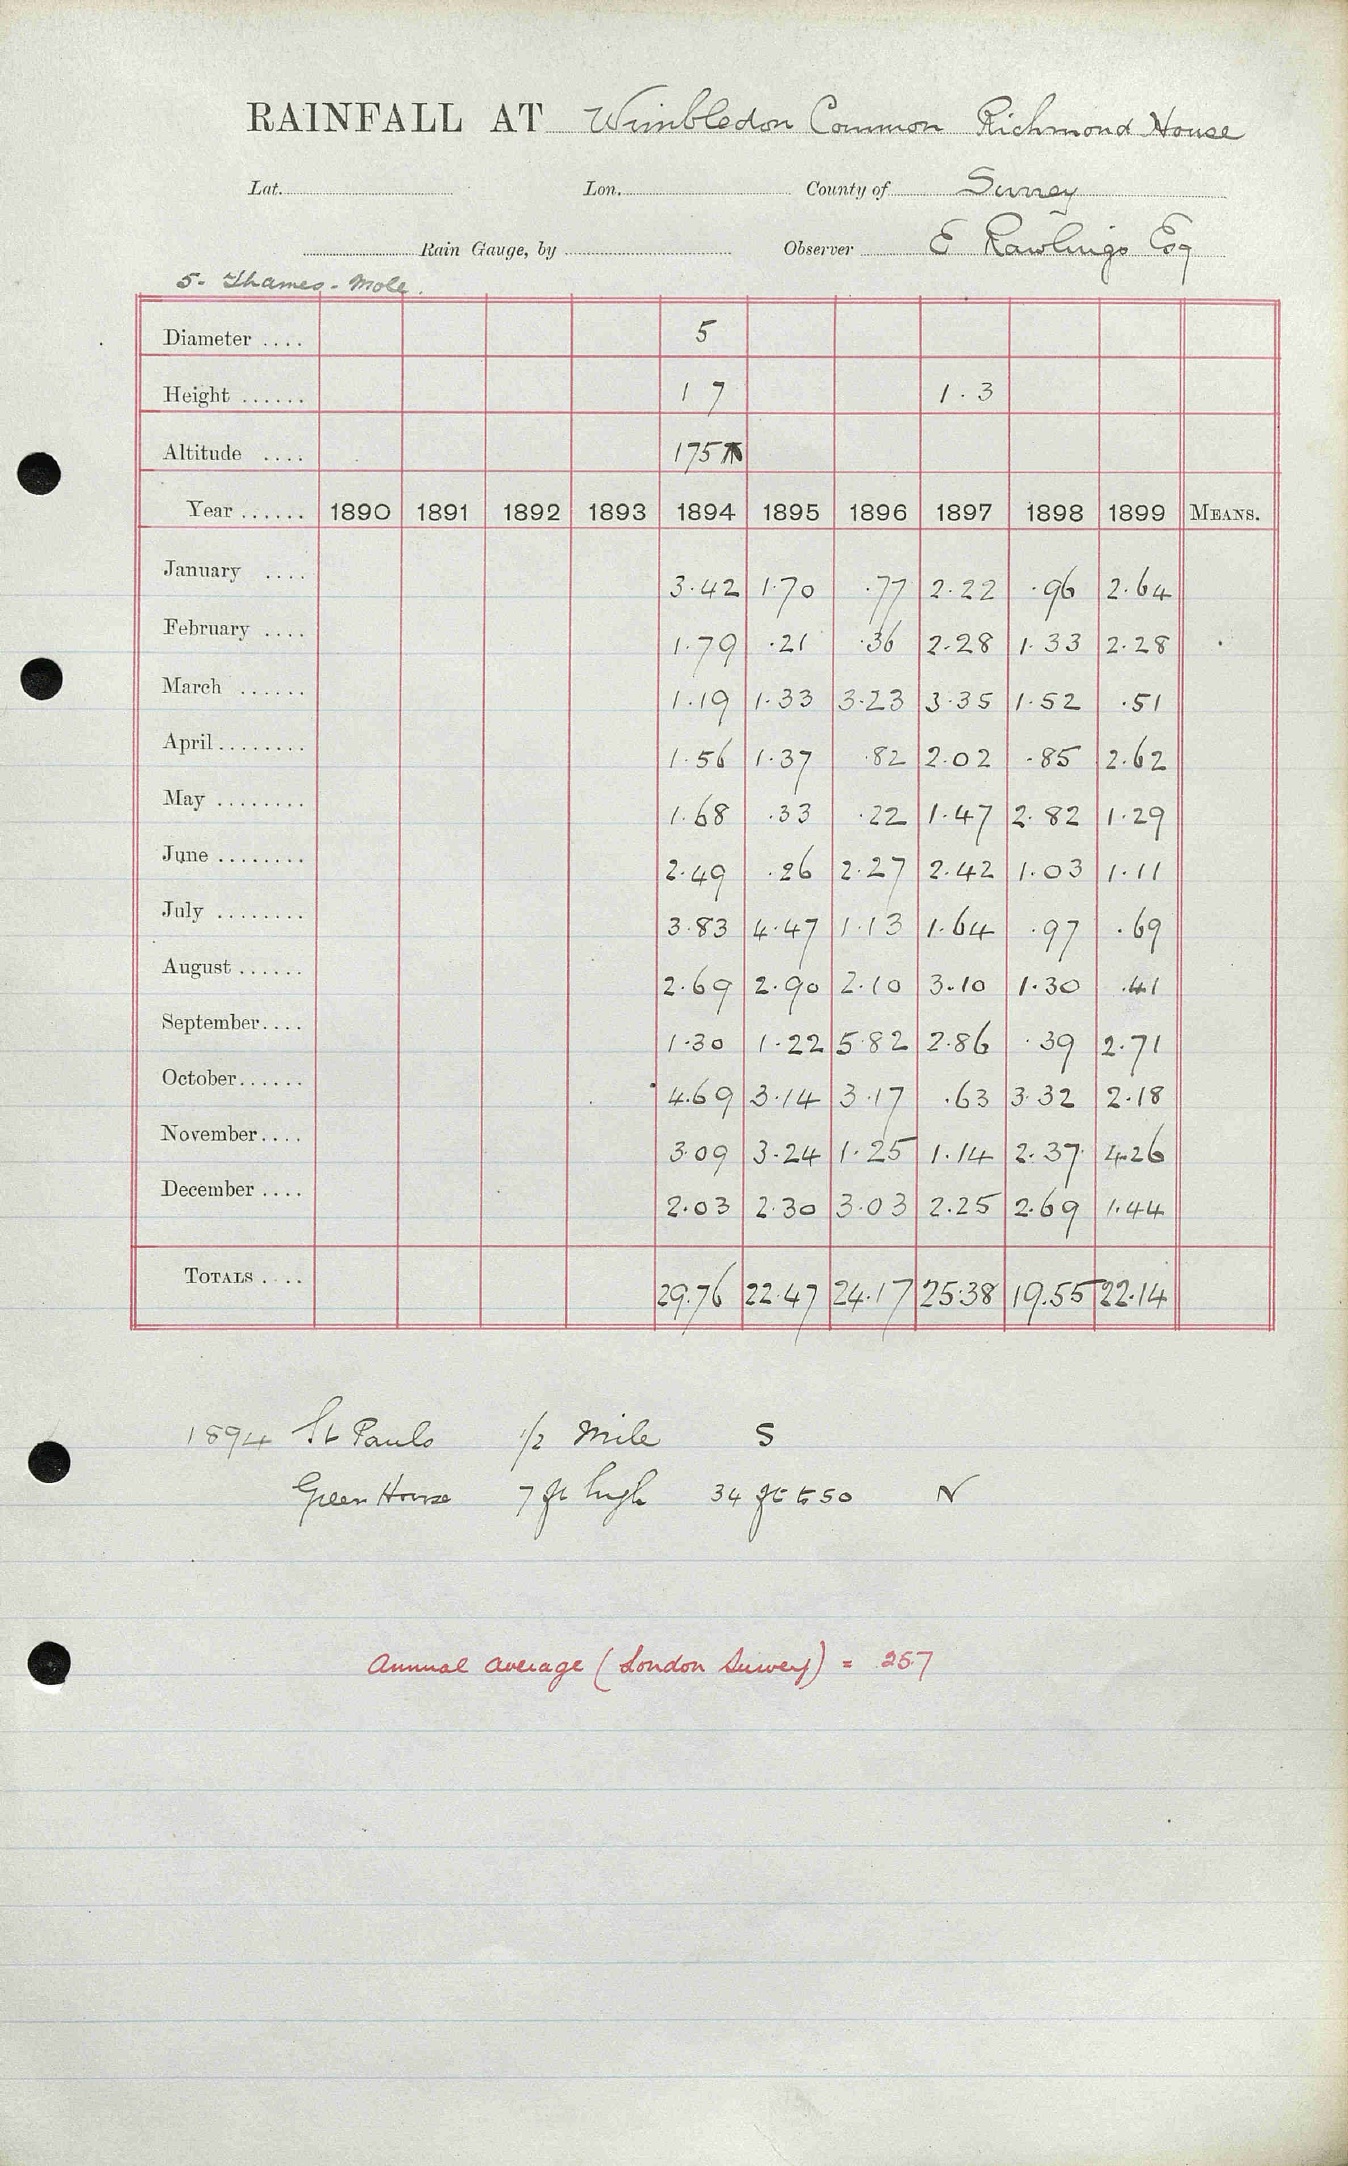 RAINFALL AT Wimbledon Common Richmond House
Lat. Lon. County of Surrey
Rain Gauge, by Observer E Rawlings Esq
5. Thames - Mole.
Diameter .... 5
Height ...... 1 7 1.3
Altitude .... 175
Year ...... 1890 1891 1892 1893 1894 1895 1896 1897 1898 1899 MEANS.
January .... 3.42 1.70 .77 2.22 .96 2.64
February .... 1.79 .21 .36 2.28 1.33 2.28
March ...... 1.19 1.33 3.23 3.35 1.52 .51
April ........ 1.56 1.37 .82 2.02 .85 2.62
May ........ 1.68 .33 .22 1.47 2.82 1.29
June ........ 2.49 .26 2.27 2.42 1.03 1.11
July ........ 3.83 4.47 1.13 1.64 .97 .69
August ...... 2.69 2.90 2.10 3.10 1.30 .41
September.... 1.30 1.22 5.82 2.86 .39 2.71
October...... 4.69 3.14 3.17 .63 3.32 2.18
November.... 3.09 3.24 1.25 1.14 2.37 4.26
December .... 2.03 2.30 3.03 2.25 2.69 1.44
TOTALS .... 29.76 22.47 24.17 25.38 19.55 22.14
1894 St Pauls 1/2 Mile S
Green House 7 ft high 34 ft to 50 N
Annual average (London Survey) = 25.7